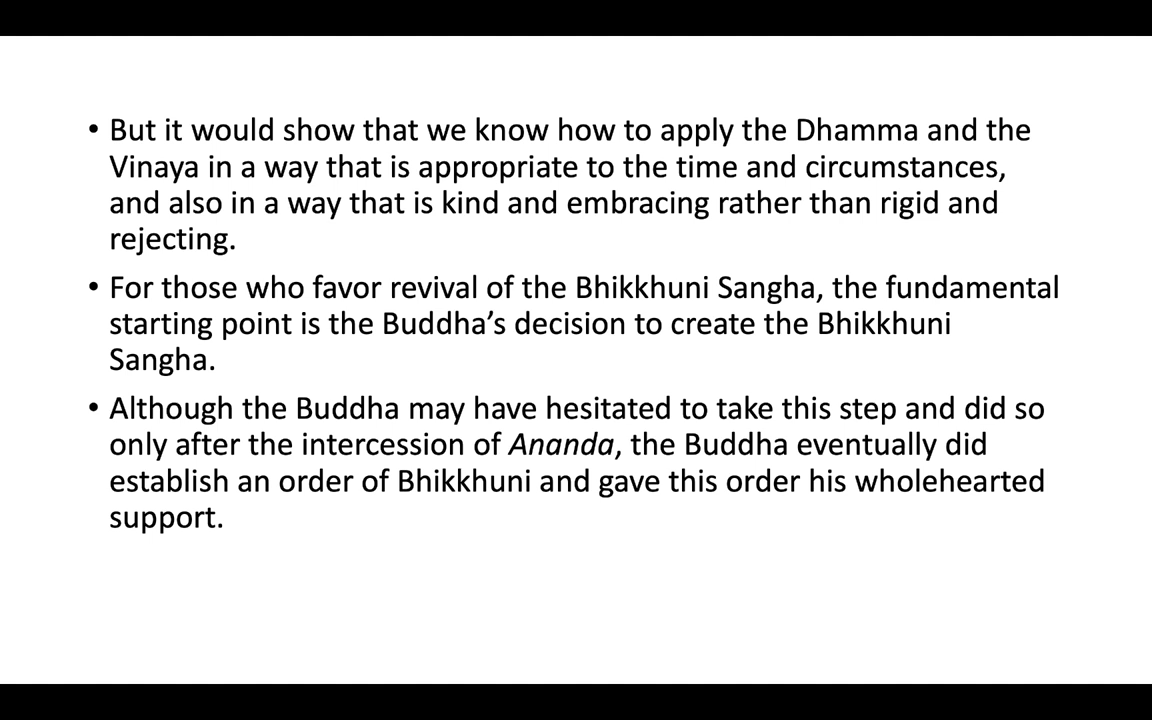 • But it would show that we know how to apply the Dhamma and the
Vinaya in a way that is appropriate to the time and circumstances,
and also in a way that is kind and embracing rather than rigid and
rejecting.
• For those who favor revival of the Bhikkhuni Sangha, the fundamental
starting point is the Buddha’s decision to create the Bhikkhuni
Sangha.
• Although the Buddha may have hesitated to take this step and did so
only after the intercession of Ananda, the Buddha eventually did
establish an order of Bhikkhuni and gave this order his wholehearted
support.